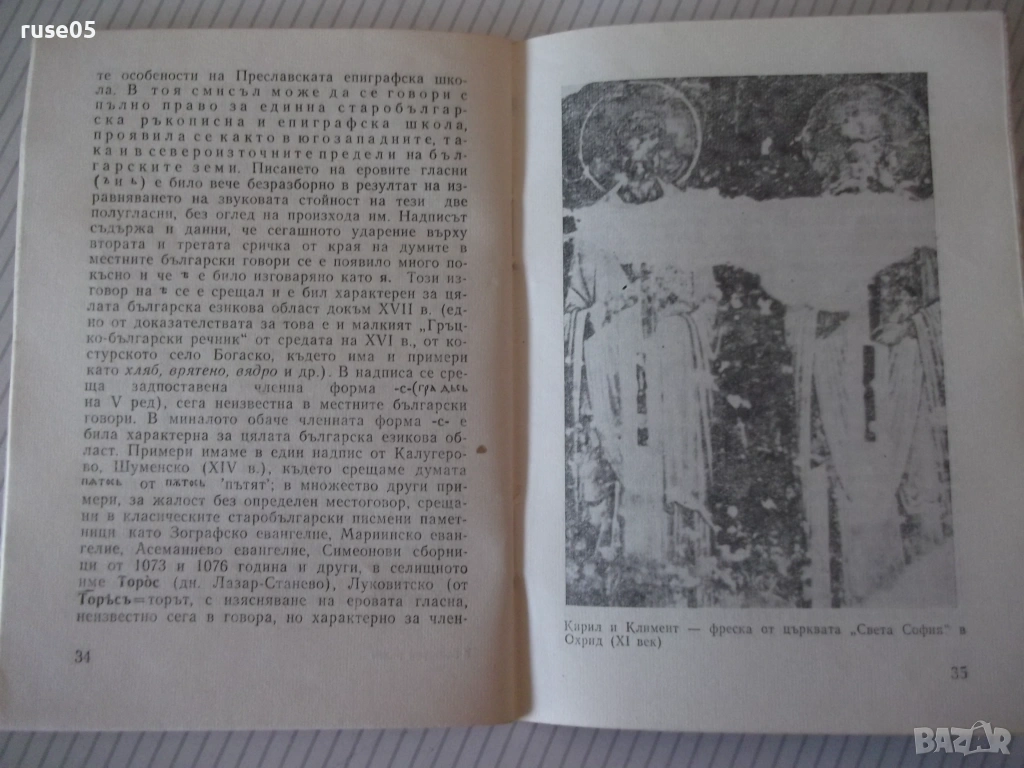 ruse05
те особености на Преславската епиграфска шко-
ла. В тоя смисъл може да се говори с
пълно право за единна старобългар-
ска ръкописна и епиграфска школа,
проявила се както в югозападните, та-
ка и в североизточните предели на бъл-
гарските земи. Писането на еровите гласни
(ъ и ь) е било вече безразборно в резултат на из-
равняването на звуковата стойност на тези две
полугласни, без оглед на произхода им. Надписът
съдържа и данни, че сегашното ударение върху
втората и третата сричка от края на думите в
местните български говори се е появило много по-
късно и че ѣ е било изговаряно като я. Този из-
говор на ѣ се е срещал и е бил характерен за ця-
лата българска езикова област докъм XVII в. (ед-
но от доказателствата за това е и малкият „Гръц-
ко-български речник“ от средата на XVI в., от ко-
стурското село Богаско, където има и примери
като хляб, врятено, вядро и др.). В надписа се сре-
ща задпоставена членна форма -с-(градьсь
на V ред), сега неизвестна в местните български
говори. В миналото обаче членната форма -с- е
била характерна за цялата българска езикова об-
ласт. Примери имаме в един надпис от Калугеро-
во, Шуменско (XIV в.), където срещаме думата
от 'пътят'; в множество други при-
мери, за жалост без определен местоговор, среща-
ни в класическите старобългарски писмени памет-
ници като Зографско евангелие, Мариинско еван-
гелие, Асеманиево евангелие, Симеонови сборни-
ци от 1073 и 1076 година и други, в селищното
име Торо̀с (дн. Лазар-Станево), Луковитско (от
Торъсъ=торът, с изясняване на еровата гласна,
неизвестно сега в говора, но характерно за член-
34
Кирил и Климент — фреска от църквата „Света София“ в
Охрид (XI век)
35
BAZAR